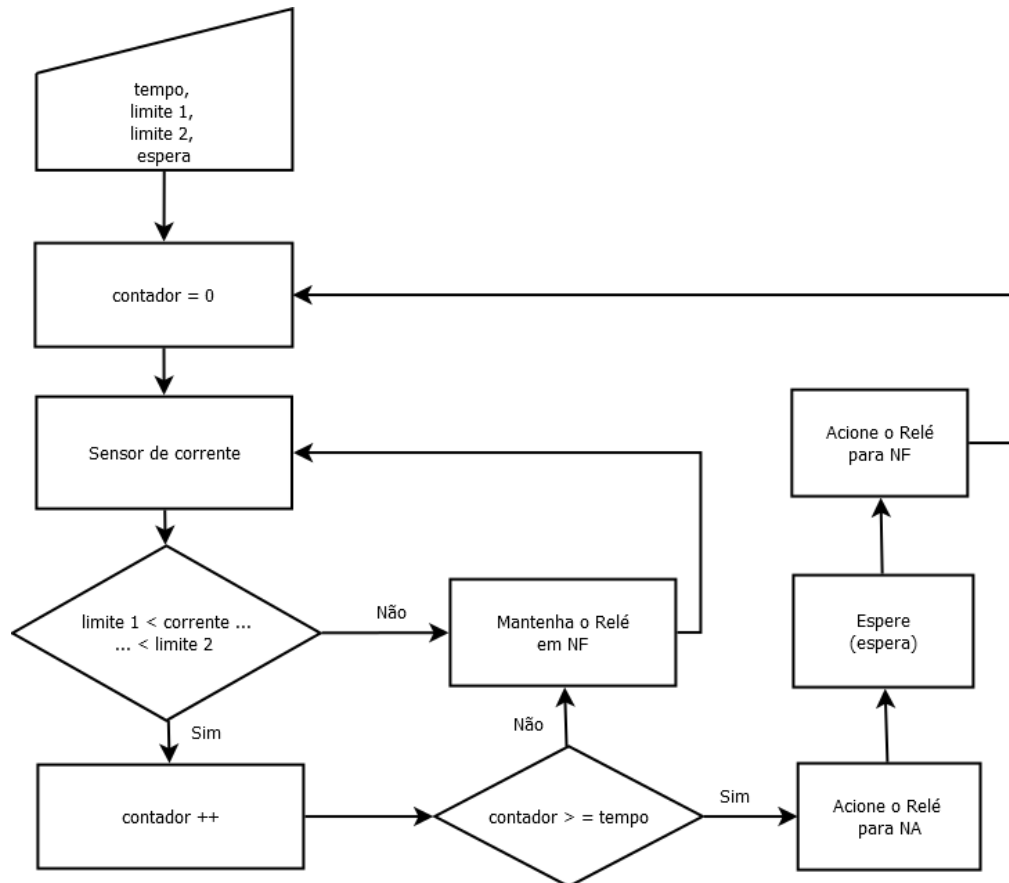 tempo,
limite 1,
limite 2,
espera
contador = 0
Sensor de corrente
limite 1 < corrente ...
... < limite 2
Não
Mantenha o Relé
em NF
Sim
contador ++
Não
contador > = tempo
Sim
Acione o Relé
para NA
Espere
(espera)
Acione o Relé
para NF